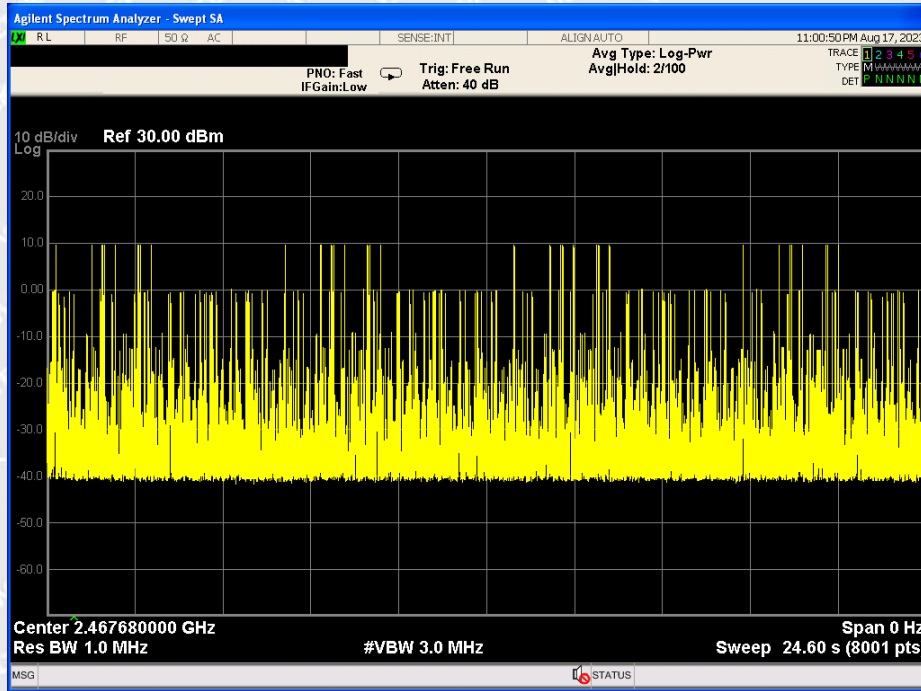 Agilent Spectrum Analyzer - Swept SA
LXI RL RF 50 Ω AC SENSE:INT ALIGNAUTO 11:00:50PM Aug 17, 2023
PNO: Fast Trig: Free Run Avg Type: Log-Pwr TRACE 1 2 3 4 5
IFGain:Low Atten: 40 dB Avg|Hold: 2/100 TYPE M
DET P N N N N
10 dB/div Ref 30.00 dBm
Log
20.0
10.0
0.00
-10.0
-20.0
-30.0
-40.0
-50.0
-60.0
Center 2.467680000 GHz Span 0 Hz
Res BW 1.0 MHz #VBW 3.0 MHz Sweep 24.60 s (8001 pts
MSG STATUS